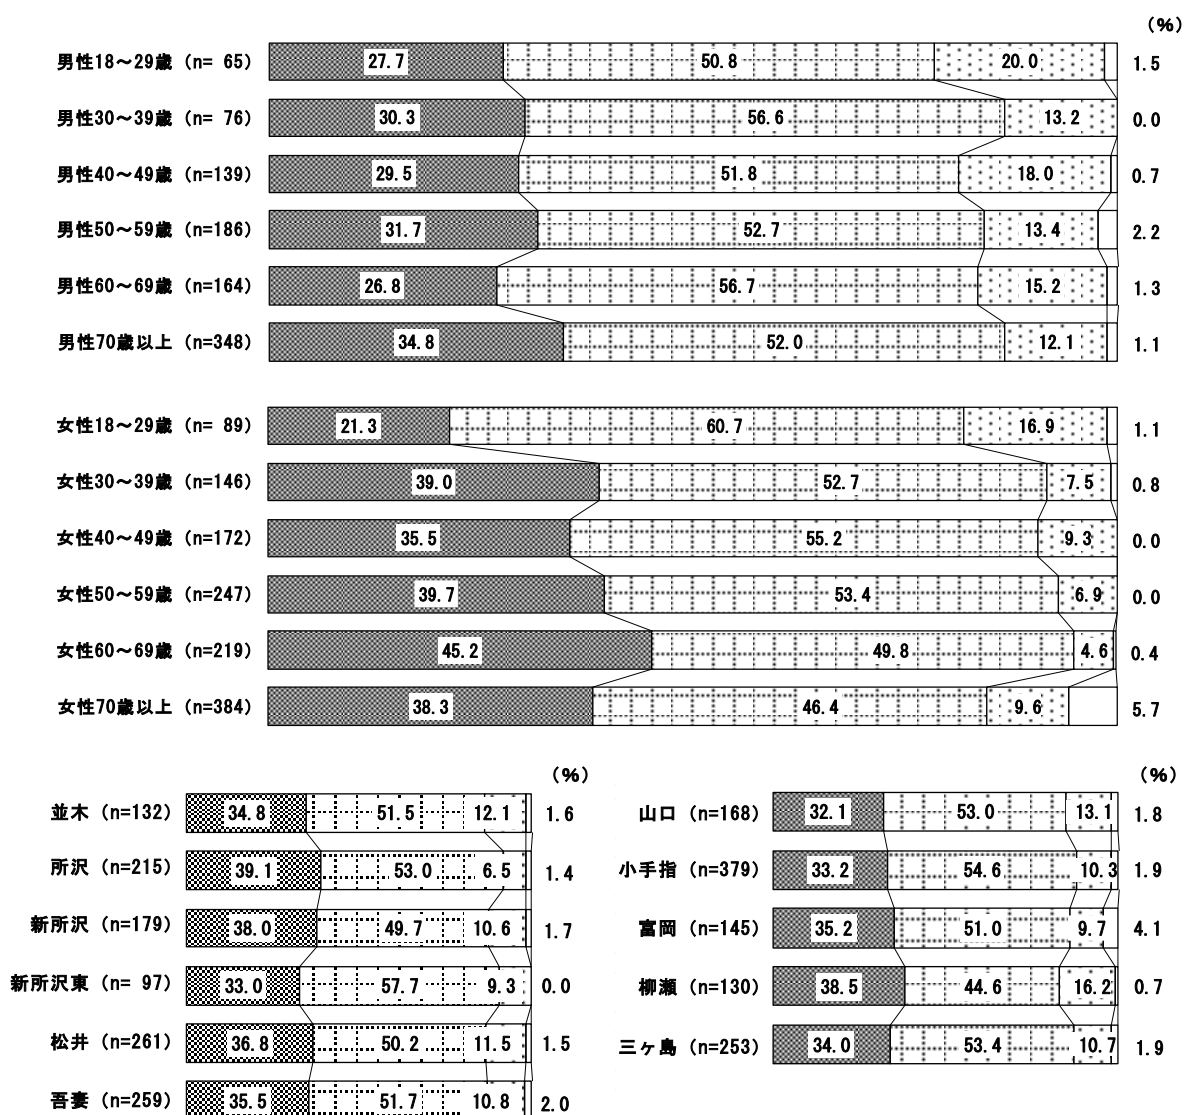 (%)
男性18～29歳 (n= 65) 27.7 50.8 20.0 1.5
男性30～39歳 (n= 76) 30.3 56.6 13.2 0.0
男性40～49歳 (n=139) 29.5 51.8 18.0 0.7
男性50～59歳 (n=186) 31.7 52.7 13.4 2.2
男性60～69歳 (n=164) 26.8 56.7 15.2 1.3
男性70歳以上 (n=348) 34.8 52.0 12.1 1.1
女性18～29歳 (n= 89) 21.3 60.7 16.9 1.1
女性30～39歳 (n=146) 39.0 52.7 7.5 0.8
女性40～49歳 (n=172) 35.5 55.2 9.3 0.0
女性50～59歳 (n=247) 39.7 53.4 6.9 0.0
女性60～69歳 (n=219) 45.2 49.8 4.6 0.4
女性70歳以上 (n=384) 38.3 46.4 9.6 5.7
(%)
並木 (n=132) 34.8 51.5 12.1 1.6
所沢 (n=215) 39.1 53.0 6.5 1.4
新所沢 (n=179) 38.0 49.7 10.6 1.7
新所沢東 (n= 97) 33.0 57.7 9.3 0.0
松井 (n=261) 36.8 50.2 11.5 1.5
吾妻 (n=259) 35.5 51.7 10.8 2.0
(%)
山口 (n=168) 32.1 53.0 13.1 1.8
小手指 (n=379) 33.2 54.6 10.3 1.9
富岡 (n=145) 35.2 51.0 9.7 4.1
柳瀬 (n=130) 38.5 44.6 16.2 0.7
三ヶ島 (n=253) 34.0 53.4 10.7 1.9